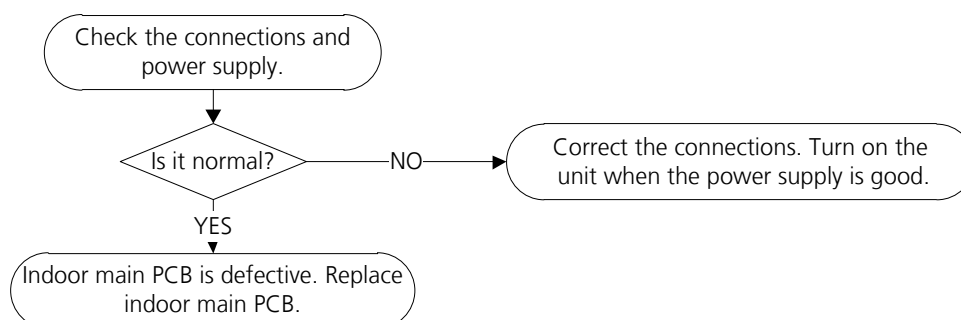 Check the connections and
power supply.
Is it normal?
NO
Correct the connections. Turn on the
unit when the power supply is good.
YES
Indoor main PCB is defective. Replace
indoor main PCB.